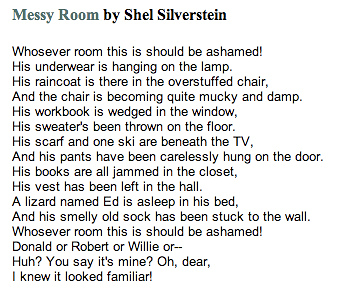 Messy Room by Shel Silverstein
Whosever room this is should be ashamed!
His underwear is hanging on the lamp.
His raincoat is there in the overstuffed chair,
And the chair is becoming quite mucky and damp.
His workbook is wedged in the window,
His sweater's been thrown on the floor.
His scarf and one ski are beneath the TV,
And his pants have been carelessly hung on the door.
His books are all jammed in the closet,
His vest has been left in the hall.
A lizard named Ed is asleep in his bed,
And his smelly old sock has been stuck to the wall.
Whosever room this is should be ashamed!
Donald or Robert or Willie or--
Huh? You say it's mine? Oh, dear,
I knew it looked familiar!